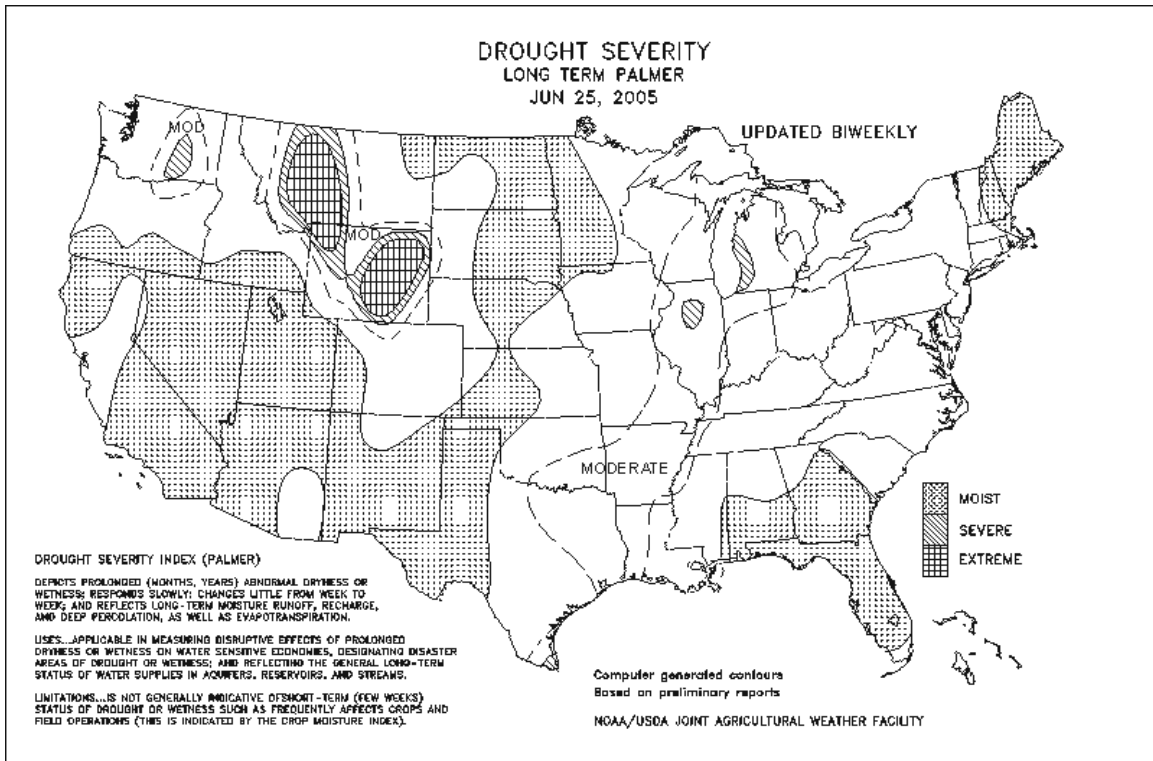 DROUGHT SEVERITY
LONG TERM PALMER
JUN 25, 2005
UPDATED BIWEEKLY
MOD
MOD
MODERATE
MOIST
SEVERE
EXTREME
DROUGHT SEVERITY INDEX (PALMER)
DEPICTS PROLONGED (MONTHS, YEARS) ABNORMAL DRYNESS OR
WETNESS; RESPONDS SLOWLY; CHANGES LITTLE FROM WEEK TO
WEEK; AND REFLECTS LONG-TERM MOISTURE RUNOFF, RECHARGE,
AND DEEP PERCOLATION, AS WELL AS EVAPOTRANSPIRATION.
USES...APPLICABLE IN MEASURING DISRUPTIVE EFFECTS OF PROLONGED
DRYNESS OR WETNESS ON WATER SENSITIVE ECONOMIES, DESIGNATING DISASTER
AREAS OF DROUGHT OR WETNESS; AND REFLECTING THE GENERAL LONG-TERM
STATUS OF WATER SUPPLIES IN AQUIFERS, RESERVOIRS, AND STREAMS.
LIMITATIONS...IS NOT GENERALLY INDICATIVE OFSHORT-TERM (FEW WEEKS)
STATUS OF DROUGHT OR WETNESS SUCH AS FREQUENTLY AFFECTS CROPS AND
FIELD OPERATIONS (THIS IS INDICATED BY THE CROP MOISTURE INDEX).
Computer generated contours
Based on preliminary reports
NOAA/USDA JOINT AGRICULTURAL WEATHER FACILITY